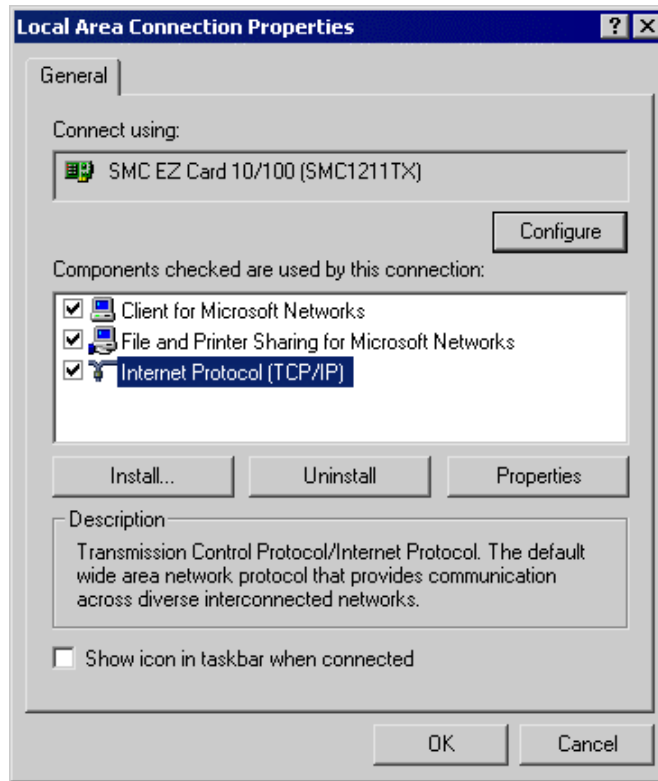 Local Area Connection Properties
General
Connect using:
SMC EZ Card 10/100 (SMC1211TX)
Configure
Components checked are used by this connection:
Client for Microsoft Networks
File and Printer Sharing for Microsoft Networks
Internet Protocol (TCP/IP)
Install... Uninstall Properties
Description
Transmission Control Protocol/Internet Protocol. The default
wide area network protocol that provides communication
across diverse interconnected networks.
Show icon in taskbar when connected
OK Cancel